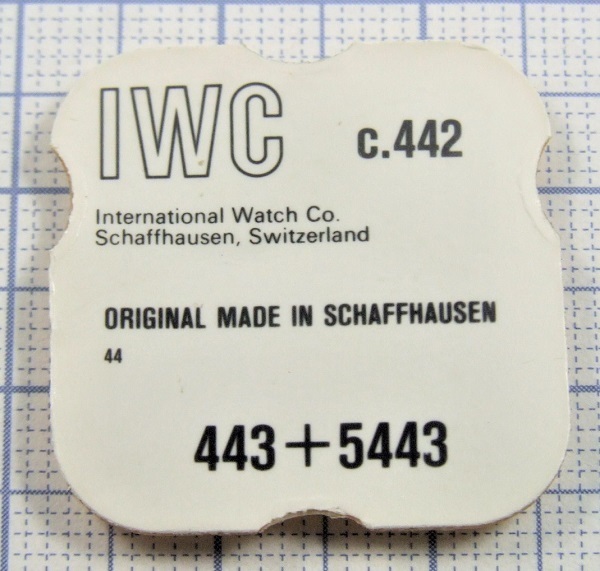 IWC c.442
International Watch Co.
Schaffhausen, Switzerland
ORIGINAL MADE IN SCHAFFHAUSEN
44
443+5443